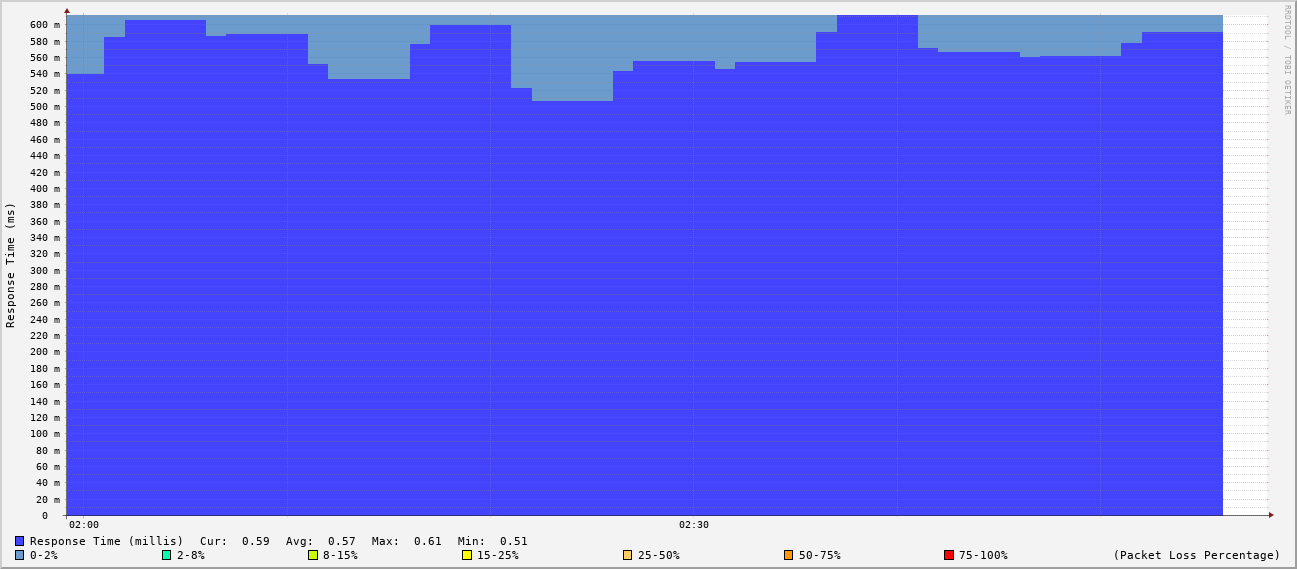 RRDTOOL / TOBI OETIKER
Response Time (ms)
600 m
580 m
560 m
540 m
520 m
500 m
480 m
460 m
440 m
420 m
400 m
380 m
360 m
340 m
320 m
300 m
280 m
260 m
240 m
220 m
200 m
180 m
160 m
140 m
120 m
100 m
80 m
60 m
40 m
20 m
0
02:00 02:30
Response Time (millis) Cur: 0.59 Avg: 0.57 Max: 0.61 Min: 0.51
0-2% 2-8% 8-15% 15-25% 25-50% 50-75% 75-100% (Packet Loss Percentage)